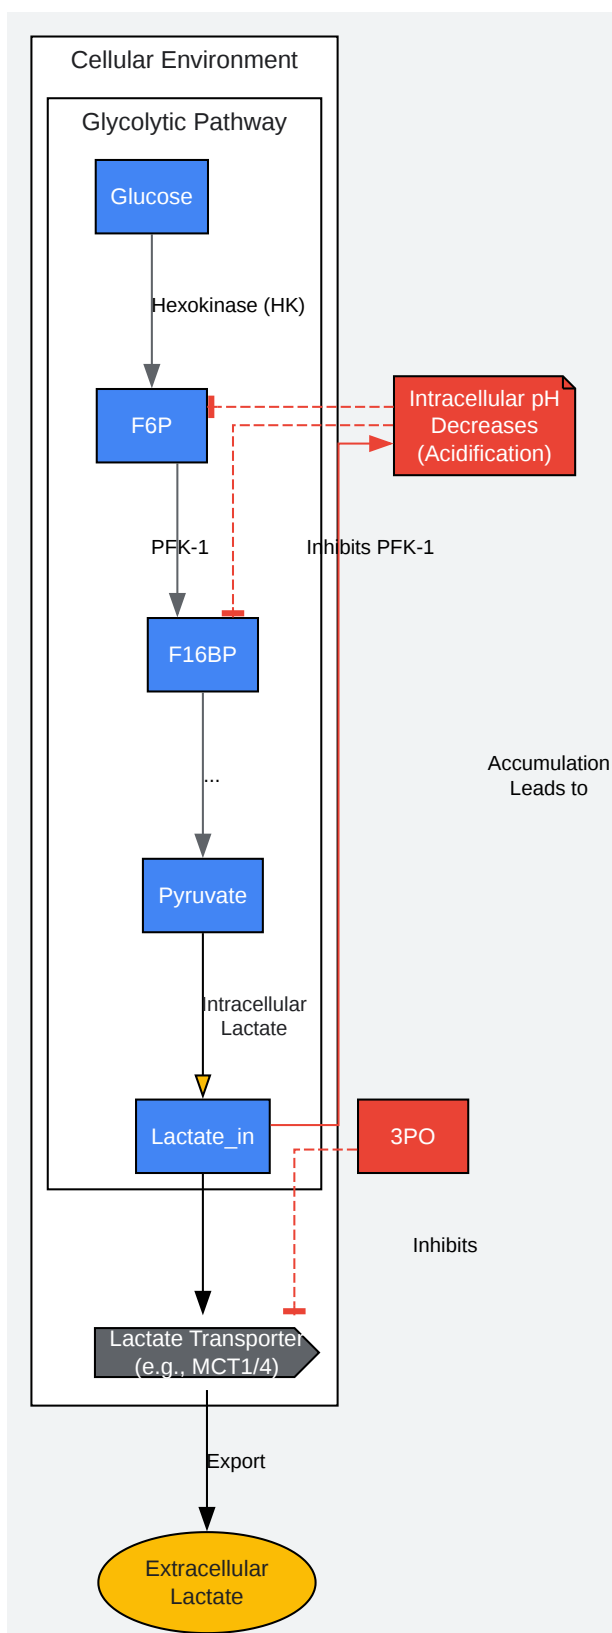 Cellular Environment
Glycolytic Pathway
Glucose
Hexokinase (HK)
F6P
Intracellular pH
Decreases
(Acidification)
PFK-1
Inhibits PFK-1
F16BP
Accumulation
Leads to
...
Pyruvate
Intracellular
Lactate
Lactate_in
3PO
Inhibits
Lactate Transporter
(e.g., MCT1/4)
Export
Extracellular
Lactate